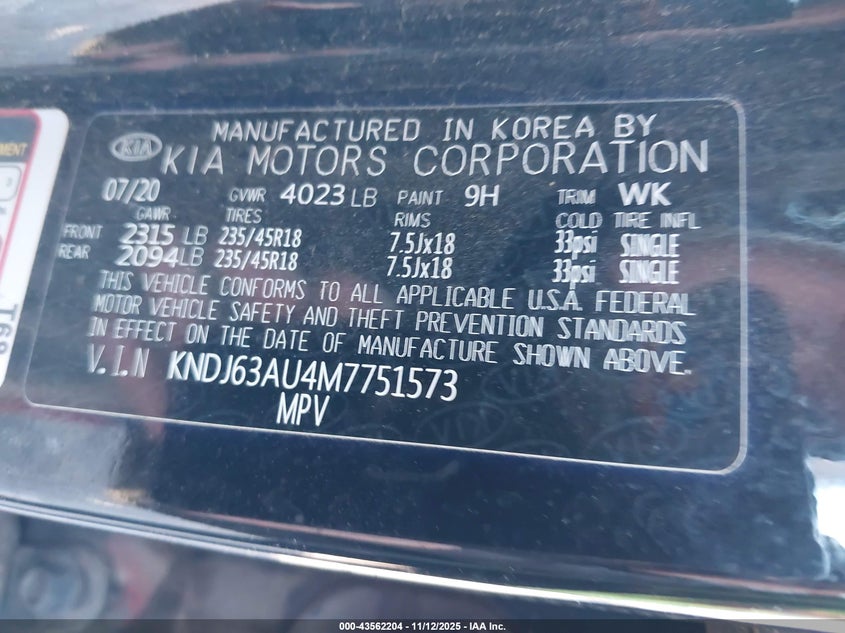 MANUFACTURED IN KOREA BY
KIA KIA MOTORS CORPORATION
07/20 GVWR 4023 LB PAINT 9H TRIM WK
GAWR TIRES RIMS COLD TIRE INFL
FRONT 2315 LB 235/45R18 7.5Jx18 33psi SINGLE
REAR 2094 LB 235/45R18 7.5Jx18 33psi SINGLE
THIS VEHICLE CONFORMS TO ALL APPLICABLE U.S.A. FEDERAL
MOTOR VEHICLE SAFETY AND THEFT PREVENTION STANDARDS
IN EFFECT ON THE DATE OF MANUFACTURE SHOWN ABOVE.
V.I.N KNDJ63AU4M7751573
MPV
000-43562204 - 11/12/2025 - IAA Inc.